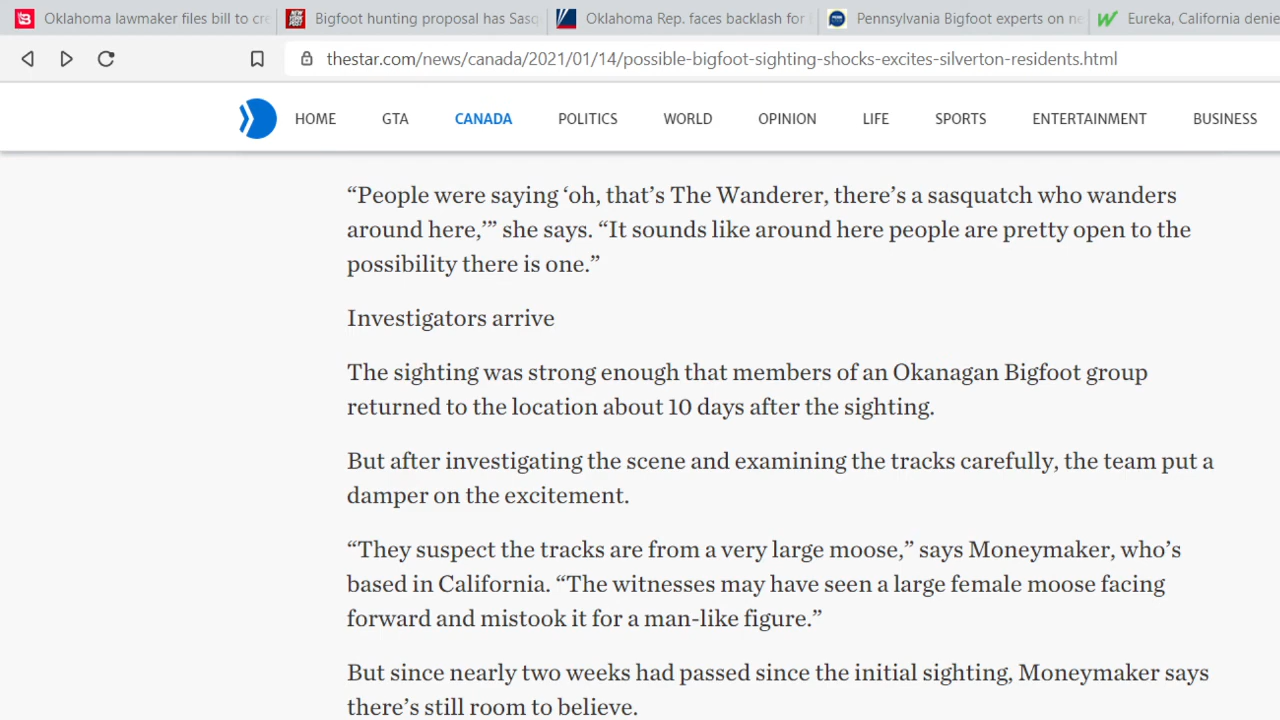 Oklahoma lawmaker files bill to cre
Bigfoot hunting proposal has Sasq
Oklahoma Rep. faces backlash for
Pennsylvania Bigfoot experts on ne
Eureka, California denie
thestar.com/news/canada/2021/01/14/possible-bigfoot-sighting-shocks-excites-silverton-residents.html
HOME GTA CANADA POLITICS WORLD OPINION LIFE SPORTS ENTERTAINMENT BUSINESS
“People were saying ‘oh, that’s The Wanderer, there’s a sasquatch who wanders
around here,’” she says. “It sounds like around here people are pretty open to the
possibility there is one.”
Investigators arrive
The sighting was strong enough that members of an Okanagan Bigfoot group
returned to the location about 10 days after the sighting.
But after investigating the scene and examining the tracks carefully, the team put a
damper on the excitement.
“They suspect the tracks are from a very large moose,” says Moneymaker, who’s
based in California. “The witnesses may have seen a large female moose facing
forward and mistook it for a man-like figure.”
But since nearly two weeks had passed since the initial sighting, Moneymaker says
there’s still room to believe.